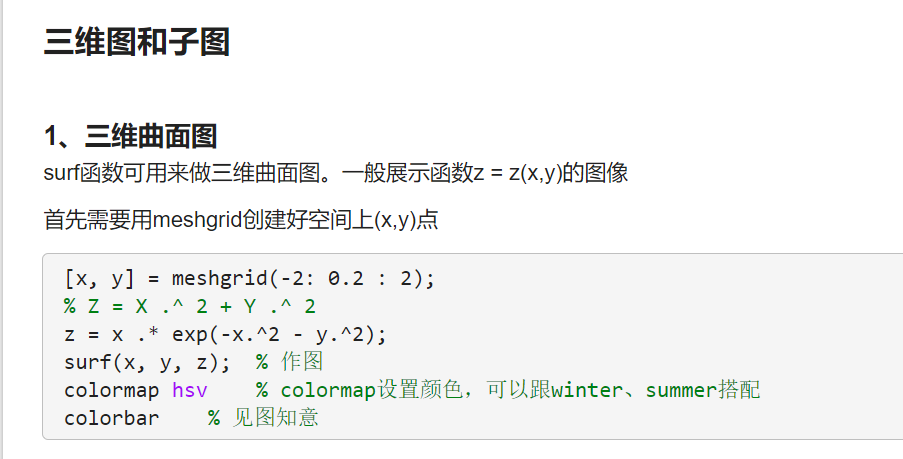 三维图和子图
1、三维曲面图
surf函数可用来做三维曲面图。一般展示函数z = z(x,y)的图像
首先需要用meshgrid创建好空间上(x,y)点
[x, y] = meshgrid(-2: 0.2 : 2);
% Z = X .^ 2 + Y .^ 2
z = x .* exp(-x.^2 - y.^2);
surf(x, y, z);  % 作图
colormap hsv    % colormap设置颜色，可以跟winter、summer搭配
colorbar    % 见图知意